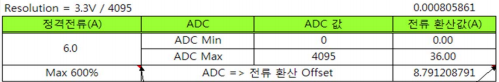 Resolution = 3.3V / 4095 0.000805861
정격전류(A) ADC ADC 값 전류 환산값(A)
6.0 ADC Min 0 0.00
ADC Max 4095 36.00
Max 600% ADC => 전류 환산 Offset 8.791208791